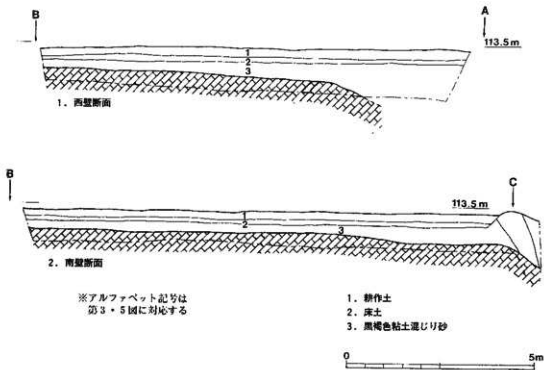 B
A
113.5m
1
2
3
1. 西壁断面
B
C
113.5m
1
2
3
2. 南壁断面
※アルファベット記号は
第3・5図に対応する
1. 耕作土
2. 床土
3. 黒褐色粘土混じり砂
0 5m